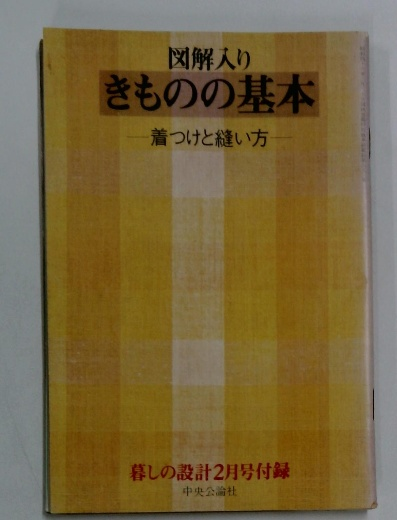 図解入り
きものの基本
―着つけと縫い方―
暮しの設計2月号付録
中央公論社